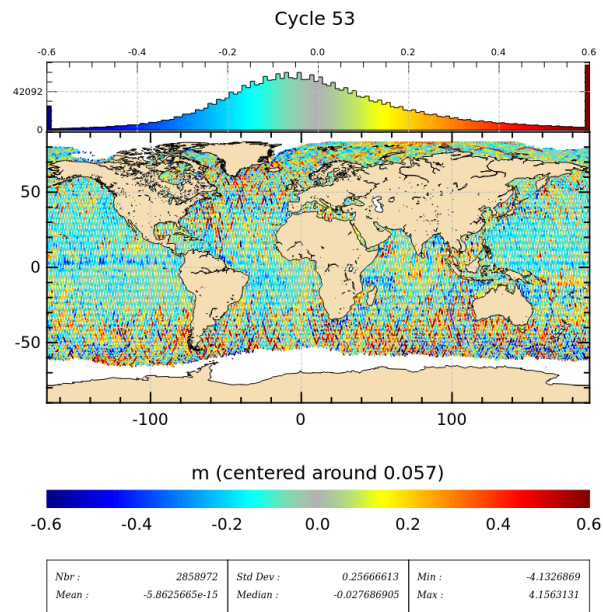 Cycle 53
-0.6 -0.4 -0.2 0.0 0.2 0.4 0.6
42092
0
50
0
-50
-100 0 100
m (centered around 0.057)
-0.6 -0.4 -0.2 0.0 0.2 0.4 0.6
Nbr : 2858972 Std Dev : 0.25666613 Min : -4.1326869
Mean : -5.8625665e-15 Median : -0.027686905 Max : 4.1563131